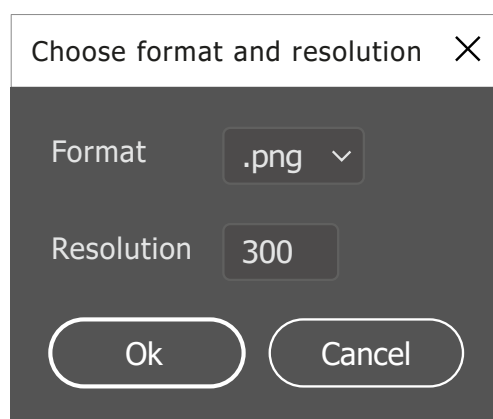 Choose format and resolution
Format .png
Resolution 300
Ok Cancel